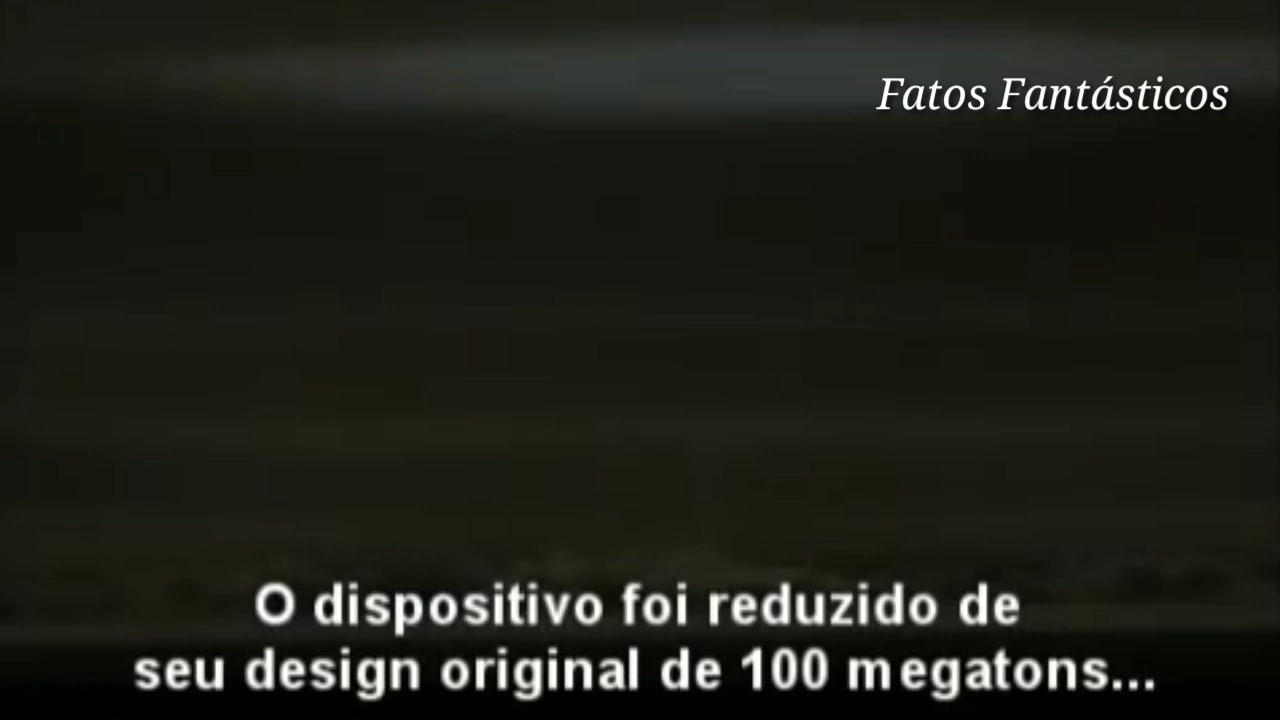 Fatos Fantásticos
O dispositivo foi reduzido de
seu design original de 100 megatons...